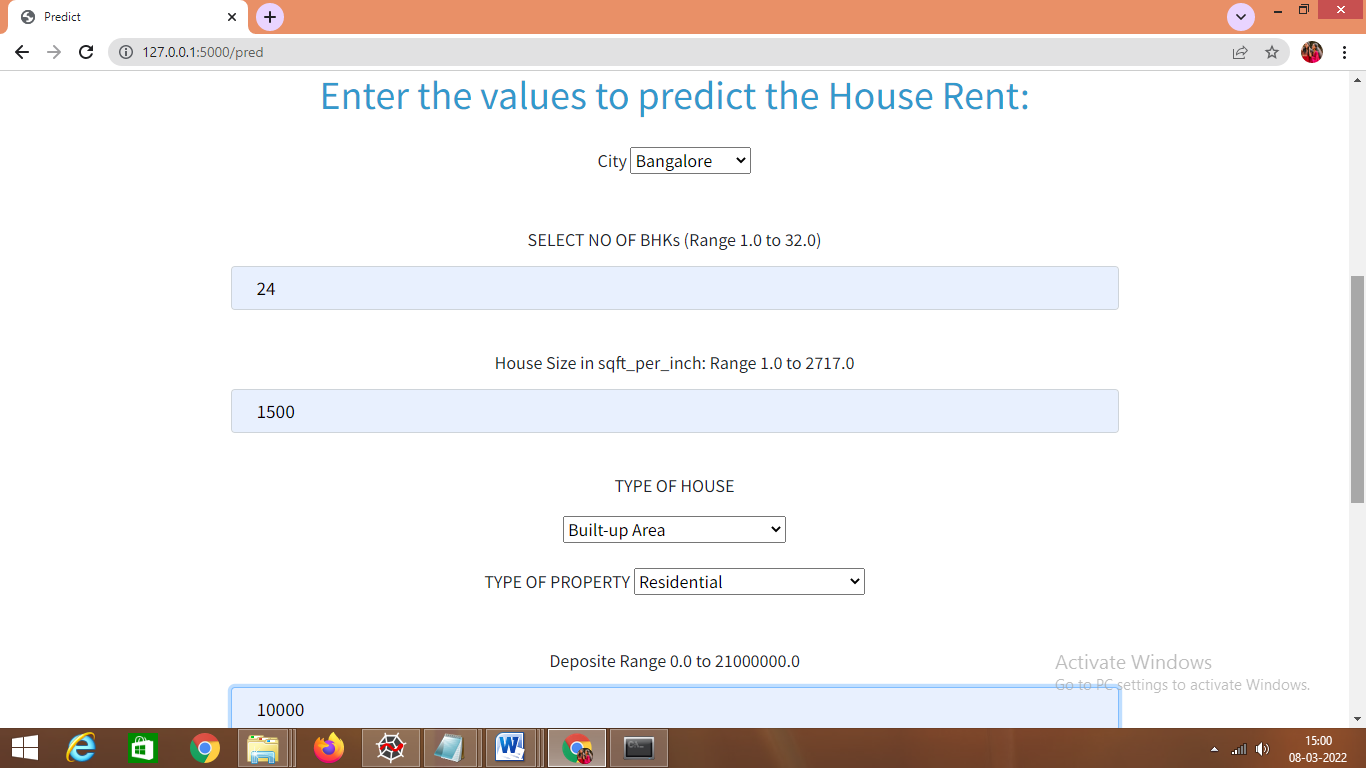 Predict
127.0.0.1:5000/pred
Enter the values to predict the House Rent:
City Bangalore
SELECT NO OF BHKs (Range 1.0 to 32.0)
24
House Size in sqft_per_inch: Range 1.0 to 2717.0
1500
TYPE OF HOUSE
Built-up Area
TYPE OF PROPERTY Residential
Deposite Range 0.0 to 21000000.0
10000
Activate Windows
Go to PC settings to activate Windows.
15:00
08-03-2022